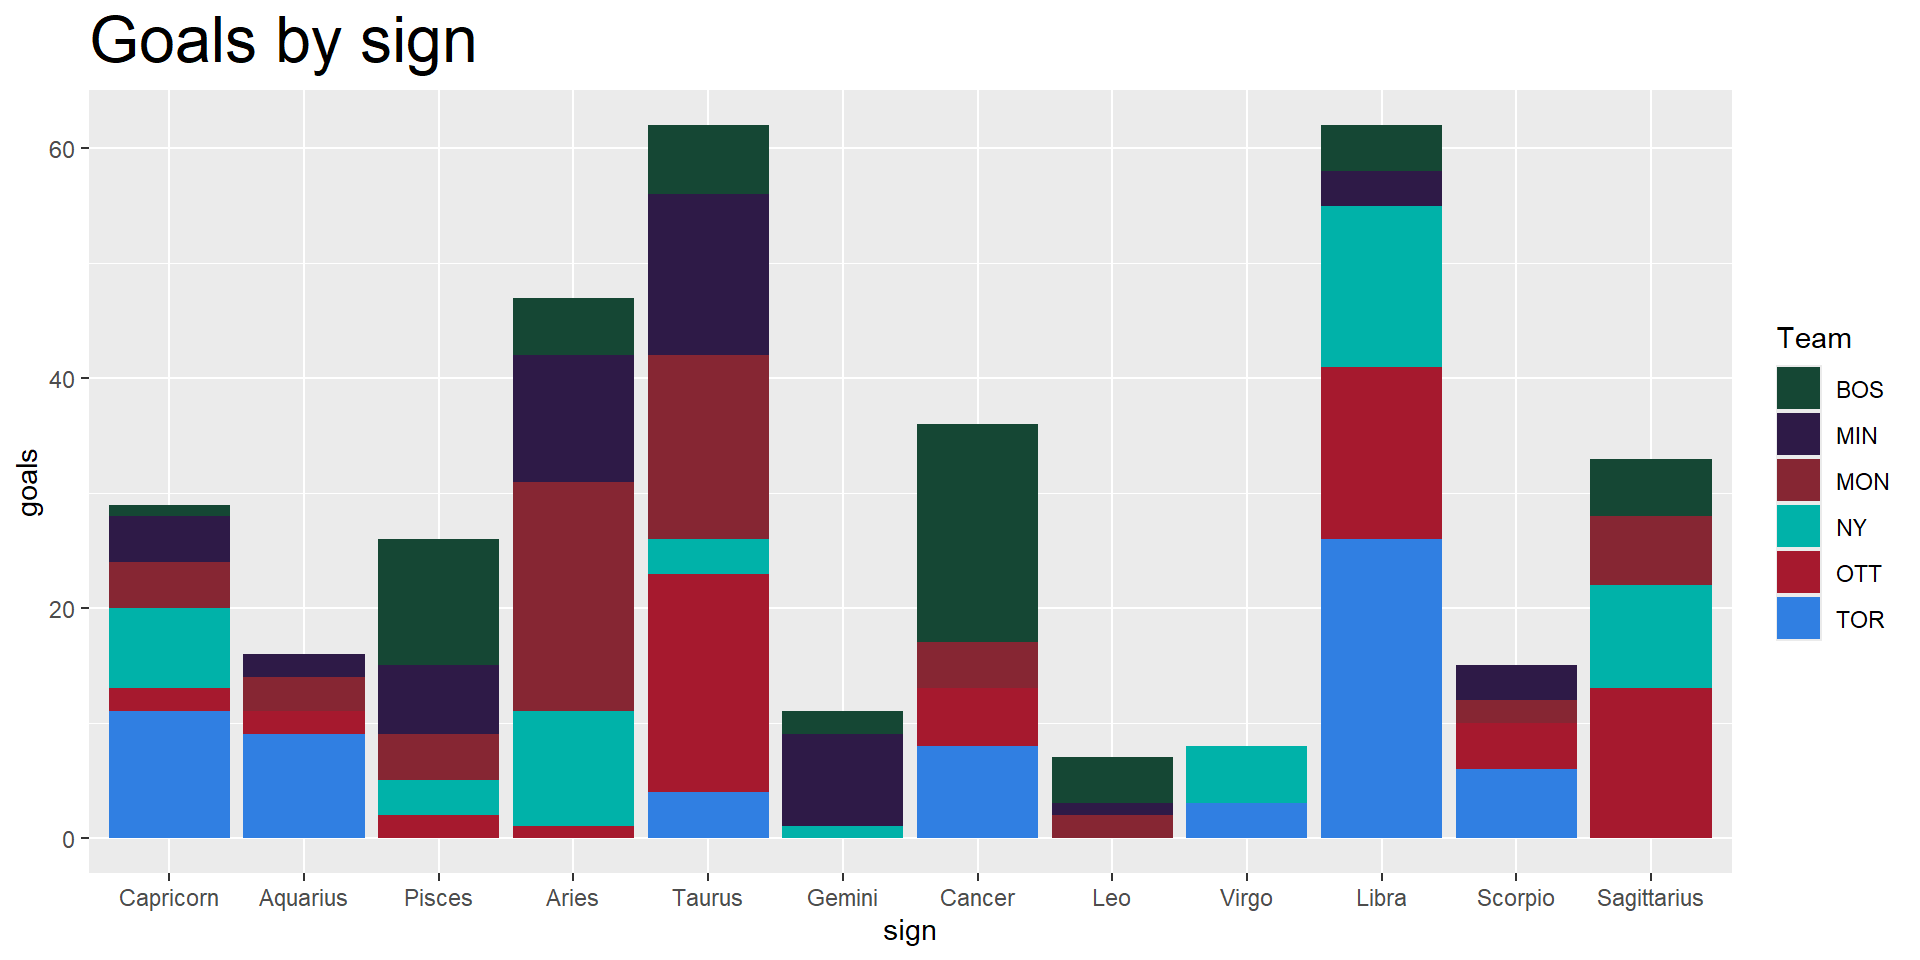 Goals by sign
60
40
20
0
goals
Capricorn Aquarius Pisces Aries Taurus Gemini Cancer Leo Virgo Libra Scorpio Sagittarius
sign
Team
BOS
MIN
MON
NY
OTT
TOR